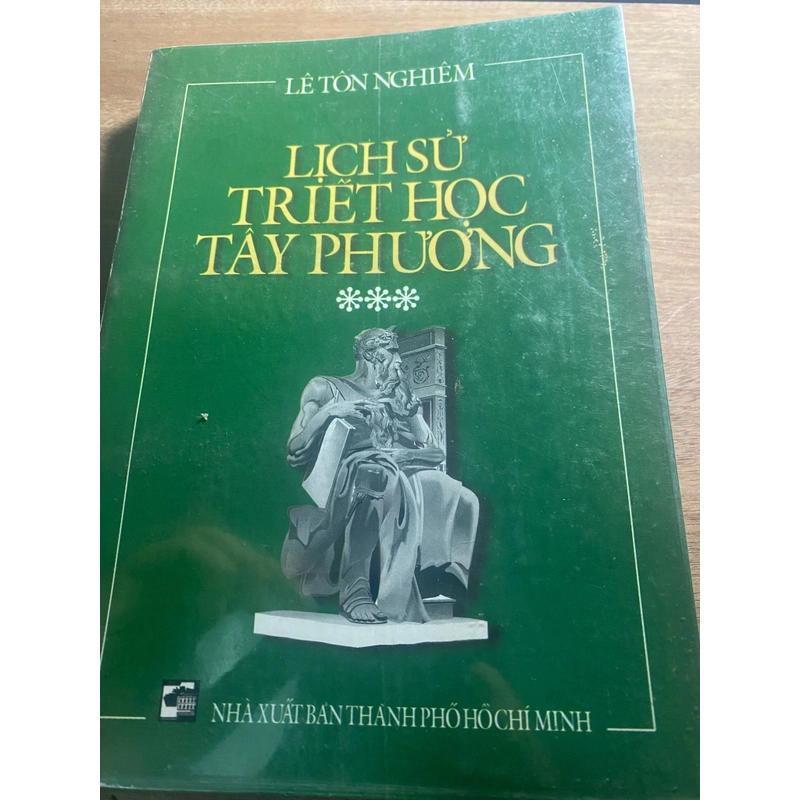 LÊ TÔN NGHIÊM
LỊCH SỬ
TRIẾT HỌC
TÂY PHƯƠNG
***
NHÀ XUẤT BẢN THÀNH PHỐ HỒ CHÍ MINH